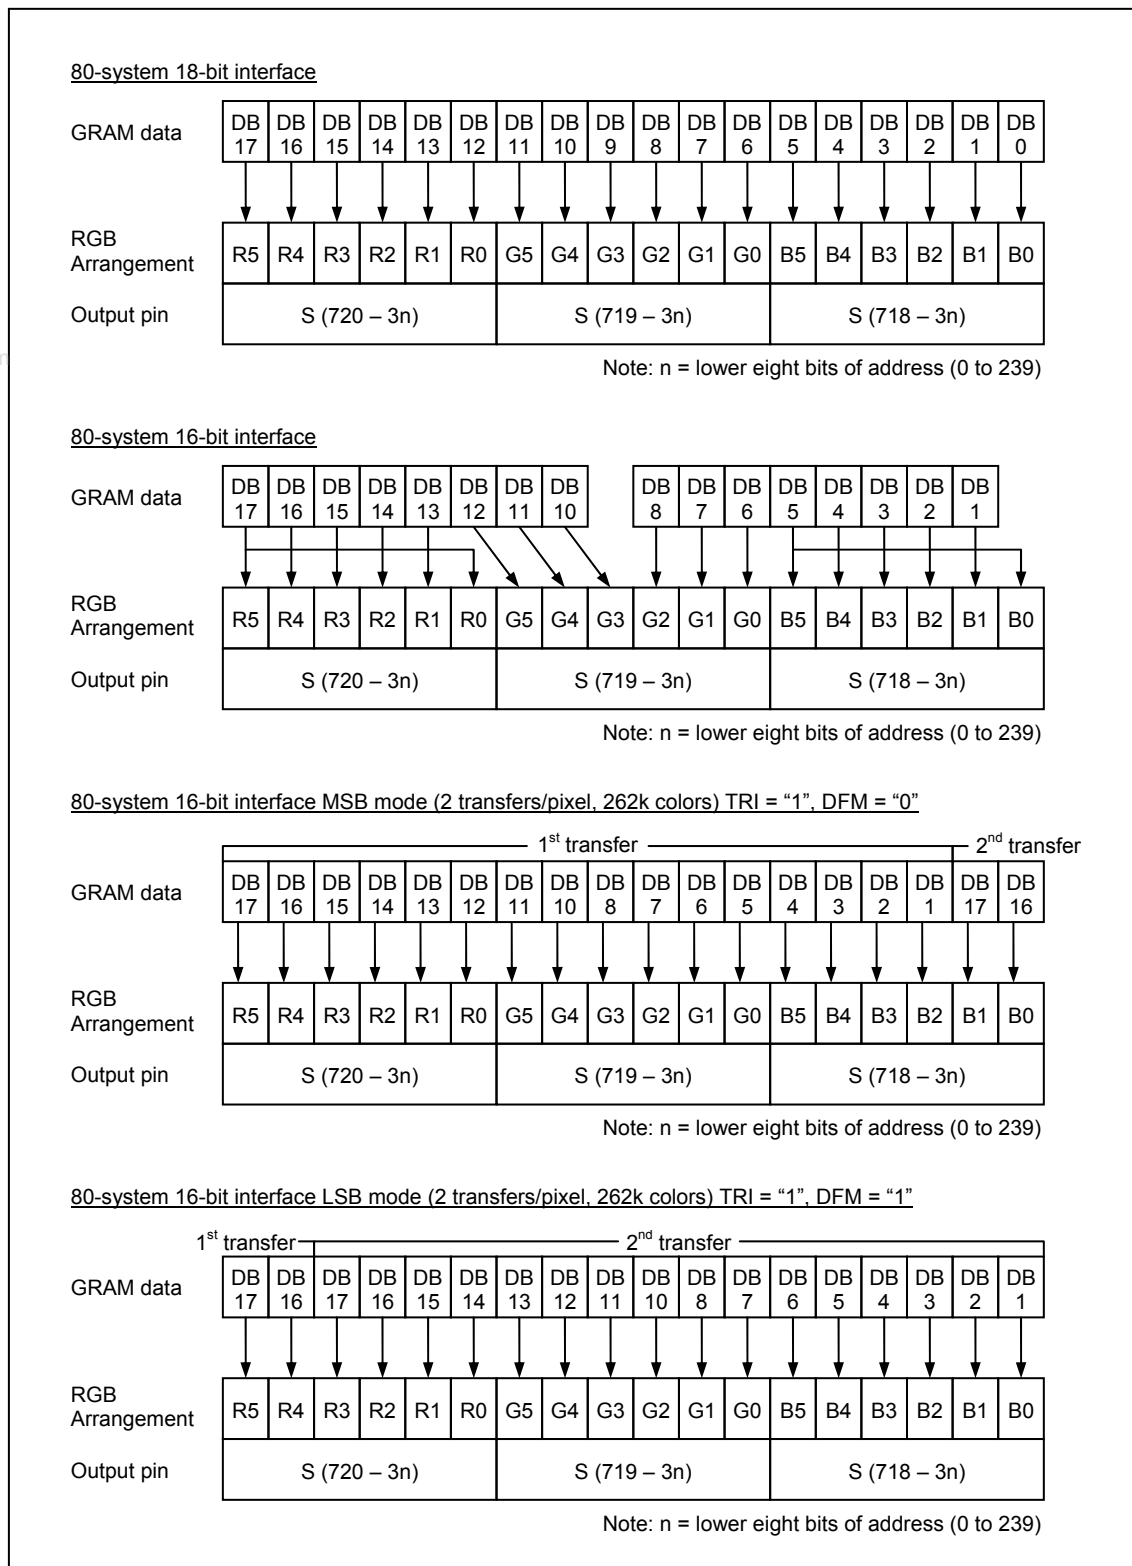 80-system 18-bit interface
GRAM data DB 17 DB 16 DB 15 DB 14 DB 13 DB 12 DB 11 DB 10 DB 9 DB 8 DB 7 DB 6 DB 5 DB 4 DB 3 DB 2 DB 1 DB 0
RGB Arrangement R5 R4 R3 R2 R1 R0 G5 G4 G3 G2 G1 G0 B5 B4 B3 B2 B1 B0
Output pin S (720 – 3n) S (719 – 3n) S (718 – 3n)
Note: n = lower eight bits of address (0 to 239)
80-system 16-bit interface
GRAM data DB 17 DB 16 DB 15 DB 14 DB 13 DB 12 DB 11 DB 10 DB 8 DB 7 DB 6 DB 5 DB 4 DB 3 DB 2 DB 1
RGB Arrangement R5 R4 R3 R2 R1 R0 G5 G4 G3 G2 G1 G0 B5 B4 B3 B2 B1 B0
Output pin S (720 – 3n) S (719 – 3n) S (718 – 3n)
Note: n = lower eight bits of address (0 to 239)
80-system 16-bit interface MSB mode (2 transfers/pixel, 262k colors) TRI = “1”, DFM = “0”
1st transfer 2nd transfer
GRAM data DB 17 DB 16 DB 15 DB 14 DB 13 DB 12 DB 11 DB 10 DB 8 DB 7 DB 6 DB 5 DB 4 DB 3 DB 2 DB 1 DB 17 DB 16
RGB Arrangement R5 R4 R3 R2 R1 R0 G5 G4 G3 G2 G1 G0 B5 B4 B3 B2 B1 B0
Output pin S (720 – 3n) S (719 – 3n) S (718 – 3n)
Note: n = lower eight bits of address (0 to 239)
80-system 16-bit interface LSB mode (2 transfers/pixel, 262k colors) TRI = “1”, DFM = “1”
1st transfer 2nd transfer
GRAM data DB 17 DB 16 DB 17 DB 16 DB 15 DB 14 DB 13 DB 12 DB 11 DB 10 DB 8 DB 7 DB 6 DB 5 DB 4 DB 3 DB 2 DB 1
RGB Arrangement R5 R4 R3 R2 R1 R0 G5 G4 G3 G2 G1 G0 B5 B4 B3 B2 B1 B0
Output pin S (720 – 3n) S (719 – 3n) S (718 – 3n)
Note: n = lower eight bits of address (0 to 239)